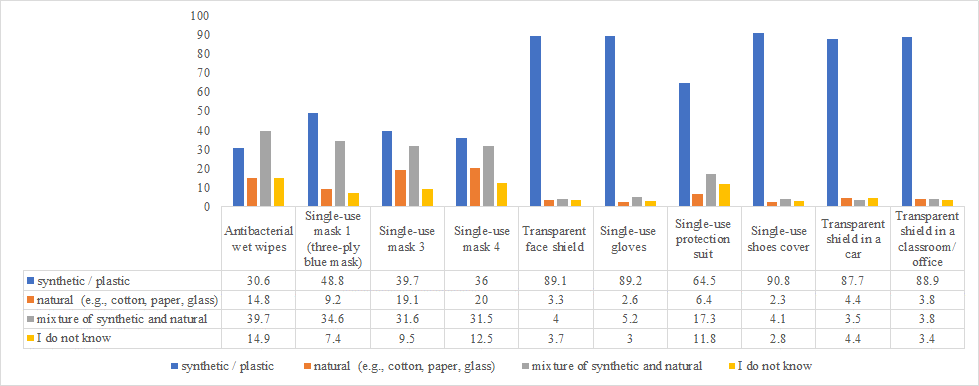 100
90
80
70
60
50
40
30
20
10
0
Antibacterial wet wipes
Single-use mask 1 (three-ply blue mask)
Single-use mask 3
Single-use mask 4
Transparent face shield
Single-use gloves
Single-use protection suit
Single-use shoes cover
Transparent shield in a car
Transparent shield in a classroom/ office
synthetic / plastic 30.6 48.8 39.7 36 89.1 89.2 64.5 90.8 87.7 88.9
natural (e.g., cotton, paper, glass) 14.8 9.2 19.1 20 3.3 2.6 6.4 2.3 4.4 3.8
mixture of synthetic and natural 39.7 34.6 31.6 31.5 4 5.2 17.3 4.1 3.5 3.8
I do not know 14.9 7.4 9.5 12.5 3.7 3 11.8 2.8 4.4 3.4
synthetic / plastic natural (e.g., cotton, paper, glass) mixture of synthetic and natural I do not know